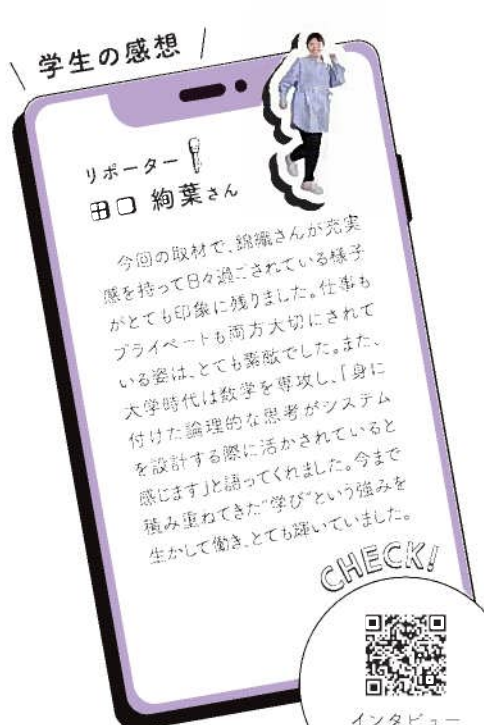 学生の感想
リポーター
田口 絢葉さん
今回の取材で、錦織さんが充実
感を持って日々過ごされている様子
がとても印象に残りました。仕事も
プライベートも両方大切にされて
いる姿は、とても素敵でした。また、
大学時代は数学を専攻し、「身に
付けた論理的な思考がシステム
を設計する際に活かされていると
感じます」と語ってくれました。今まで
積み重ねてきた“学び”という強みを
生かして働き、とても輝いていました。
CHECK!
インタビュー